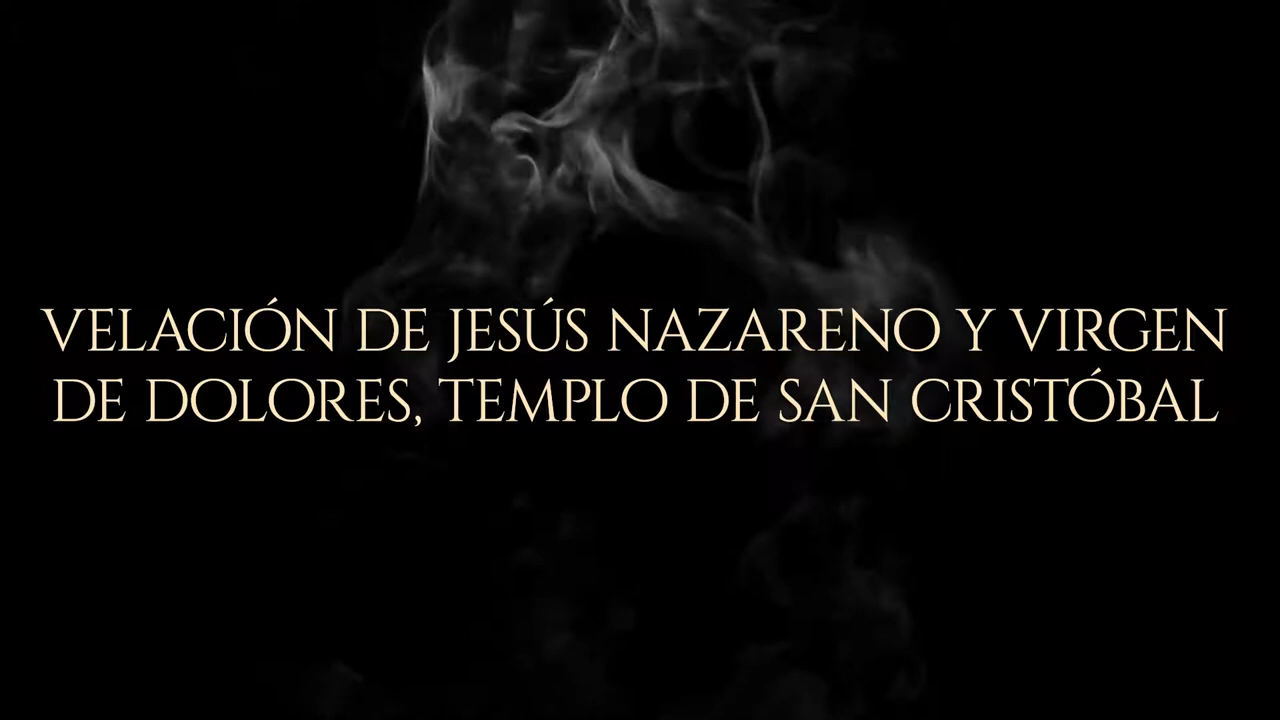 VELACIÓN DE JESÚS NAZARENO Y VIRGEN
DE DOLORES, TEMPLO DE SAN CRISTÓBAL